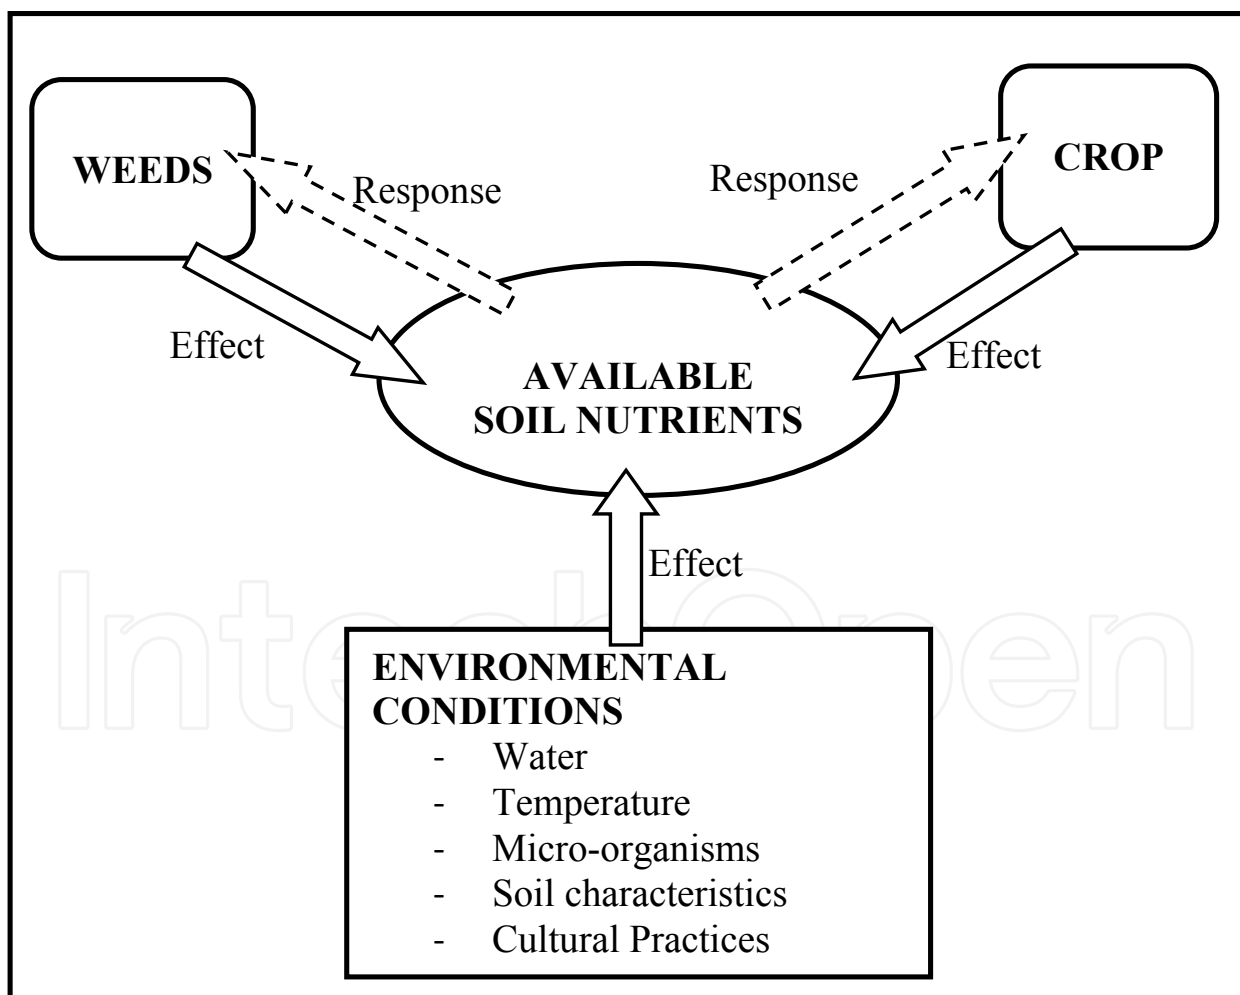 WEEDS
CROP
Response
Response
Effect
Effect
AVAILABLE
SOIL NUTRIENTS
Effect
IntechOpen
ENVIRONMENTAL
CONDITIONS
- Water
- Temperature
- Micro-organisms
- Soil characteristics
- Cultural Practices